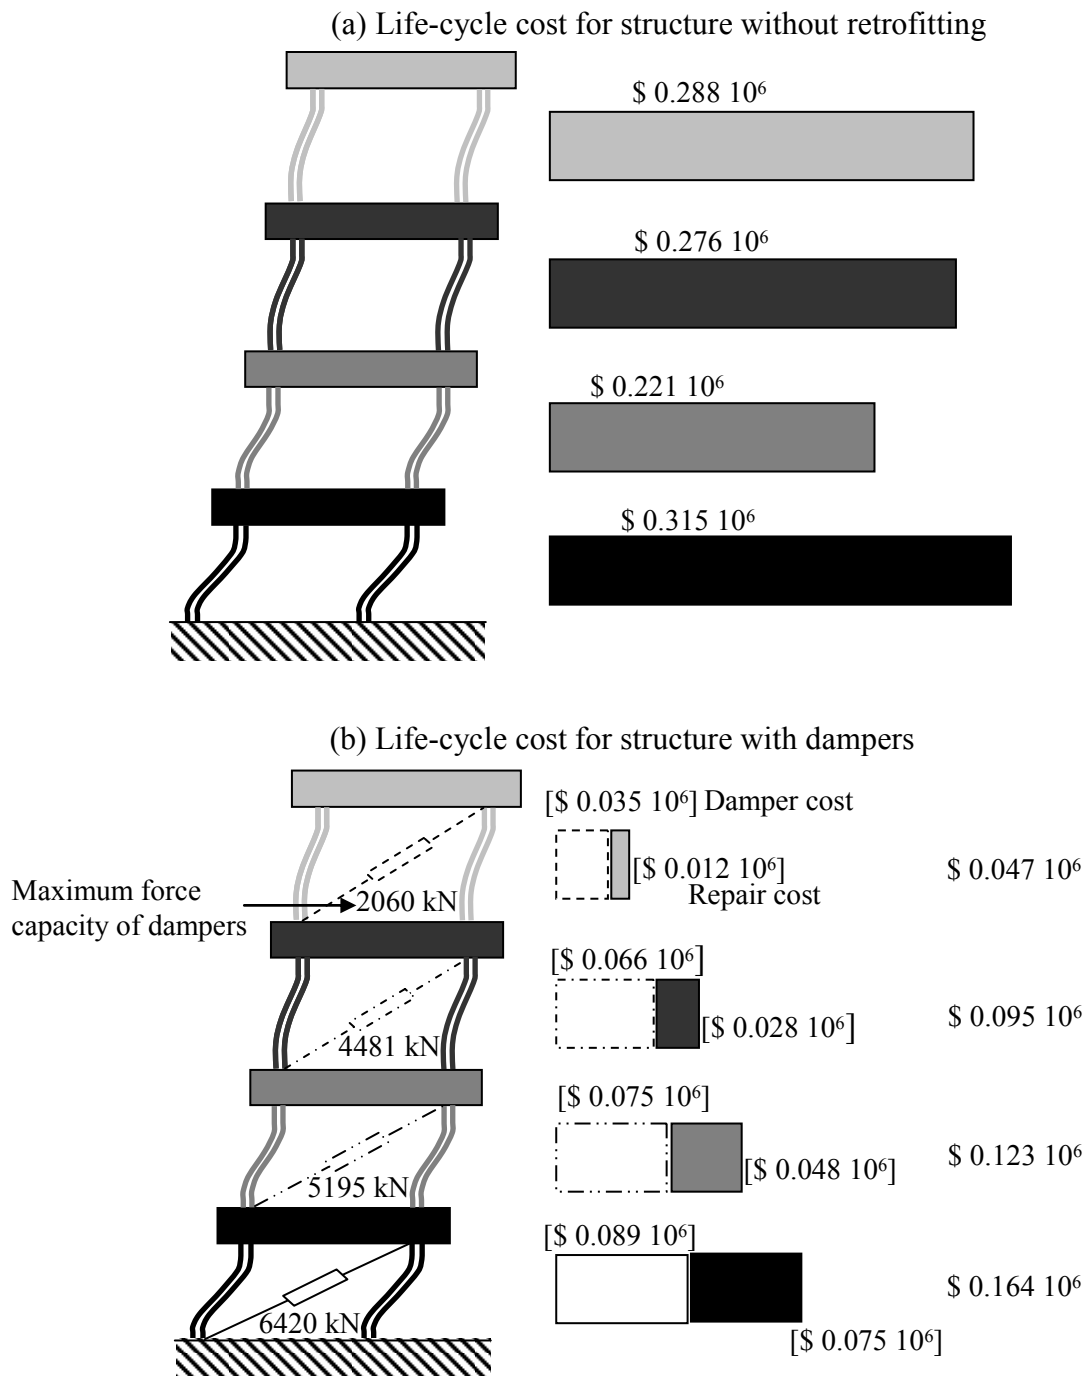 (a) Life-cycle cost for structure without retrofitting
$ 0.288 10⁶
$ 0.276 10⁶
$ 0.221 10⁶
$ 0.315 10⁶
(b) Life-cycle cost for structure with dampers
[$ 0.035 10⁶] Damper cost
[$ 0.012 10⁶]
Repair cost
$ 0.047 10⁶
Maximum force
capacity of dampers
2060 kN
[$ 0.066 10⁶]
[$ 0.028 10⁶]
$ 0.095 10⁶
4481 kN
[$ 0.075 10⁶]
[$ 0.048 10⁶]
$ 0.123 10⁶
5195 kN
[$ 0.089 10⁶]
$ 0.164 10⁶
6420 kN
[$ 0.075 10⁶]